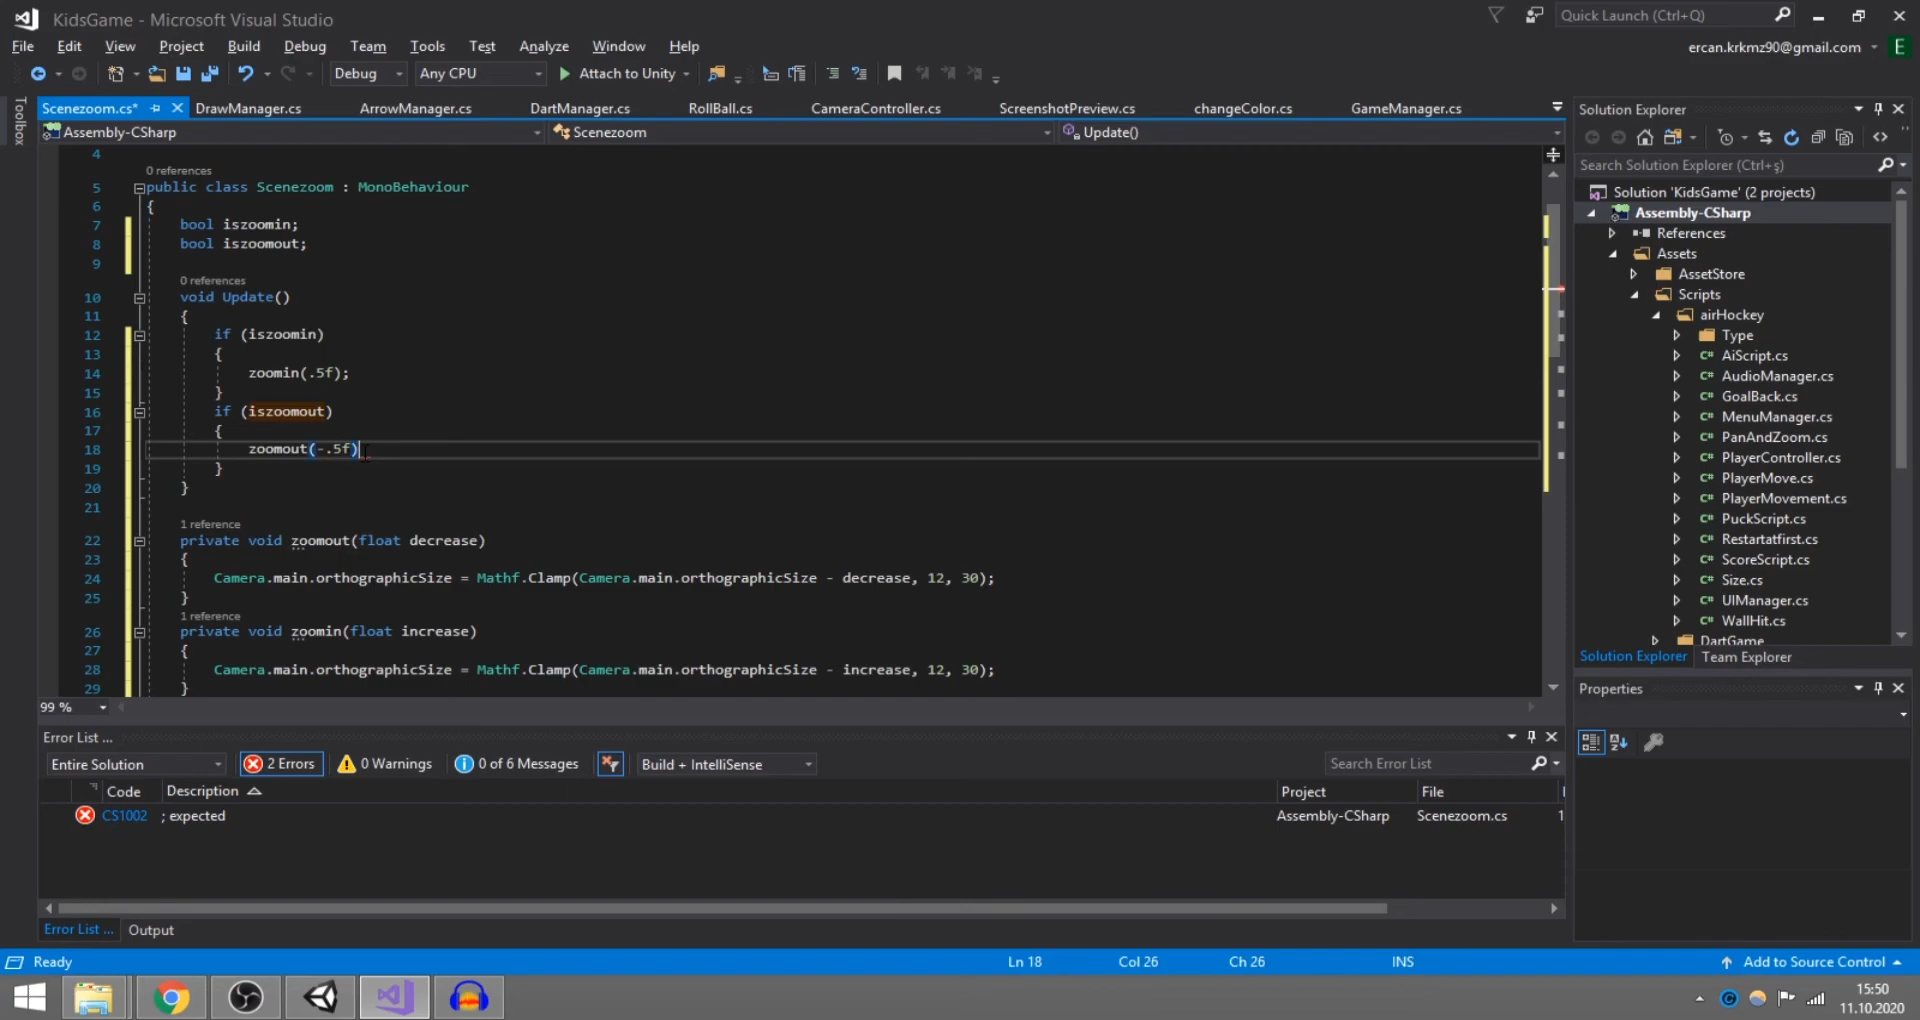 KidsGame - Microsoft Visual Studio
Quick Launch (Ctrl+Q)
File Edit View Project Build Debug Team Tools Test Analyze Window Help
ercan.krkmz90@gmail.com E
Debug Any CPU Attach to Unity
Toolbox
Scenezoom.cs* DrawManager.cs ArrowManager.cs DartManager.cs RollBall.cs CameraController.cs ScreenshotPreview.cs changeColor.cs GameManager.cs
Assembly-CSharp Scenezoom Update()
4
0 references
5 public class Scenezoom : MonoBehaviour
6 {
7 bool iszoomin;
8 bool iszoomout;
9
0 references
10 void Update()
11 {
12 if (iszoomin)
13 {
14 zoomin(.5f);
15 }
16 if (iszoomout)
17 {
18 zoomout(-.5f)
19 }
20 }
21
1 reference
22 private void zoomout(float decrease)
23 {
24 Camera.main.orthographicSize = Mathf.Clamp(Camera.main.orthographicSize - decrease, 12, 30);
25 }
1 reference
26 private void zoomin(float increase)
27 {
28 Camera.main.orthographicSize = Mathf.Clamp(Camera.main.orthographicSize - increase, 12, 30);
29 }
99 %
Solution Explorer
Search Solution Explorer (Ctrl+ş)
Solution 'KidsGame' (2 projects)
Assembly-CSharp
References
Assets
AssetStore
Scripts
airHockey
Type
C# AiScript.cs
C# AudioManager.cs
C# GoalBack.cs
C# MenuManager.cs
C# PanAndZoom.cs
C# PlayerController.cs
C# PlayerMove.cs
C# PlayerMovement.cs
C# PuckScript.cs
C# Restartatfirst.cs
C# ScoreScript.cs
C# Size.cs
C# UIManager.cs
C# WallHit.cs
DartGame
Solution Explorer Team Explorer
Properties
Error List ...
Entire Solution 2 Errors 0 Warnings 0 of 6 Messages Build + IntelliSense Search Error List
Code Description Project File
CS1002 ; expected Assembly-CSharp Scenezoom.cs 1
Error List ... Output
Ready Ln 18 Col 26 Ch 26 INS Add to Source Control
15:50
11.10.2020